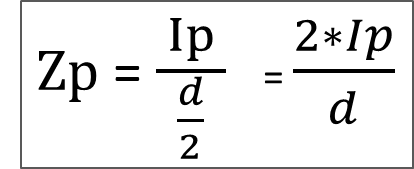 Zp = Ip / (d/2) = 2*Ip / d